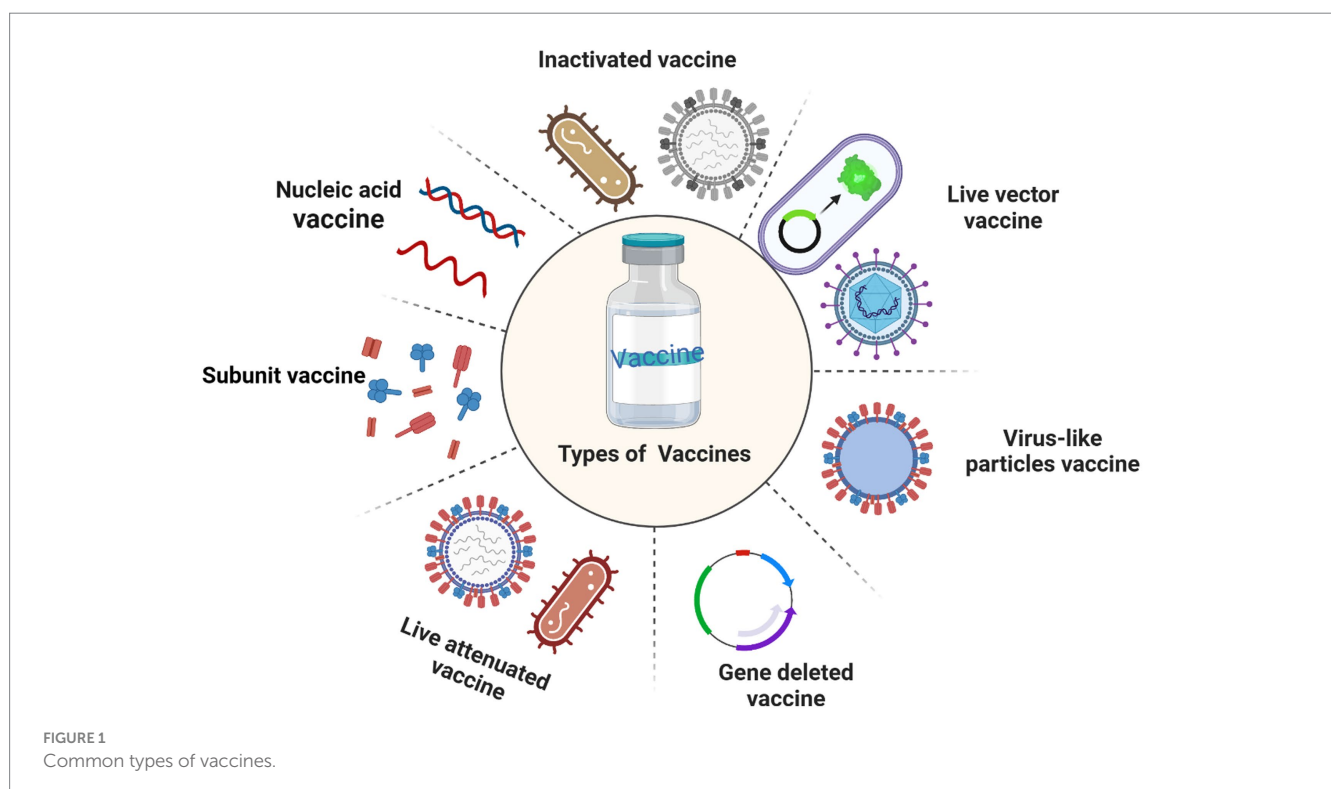 Inactivated vaccine
Live vector
vaccine
Nucleic acid
vaccine
Vaccine
Subunit vaccine
Types of Vaccines
Virus-like
particles vaccine
Live attenuated
vaccine
Gene deleted
vaccine
FIGURE 1
Common types of vaccines.